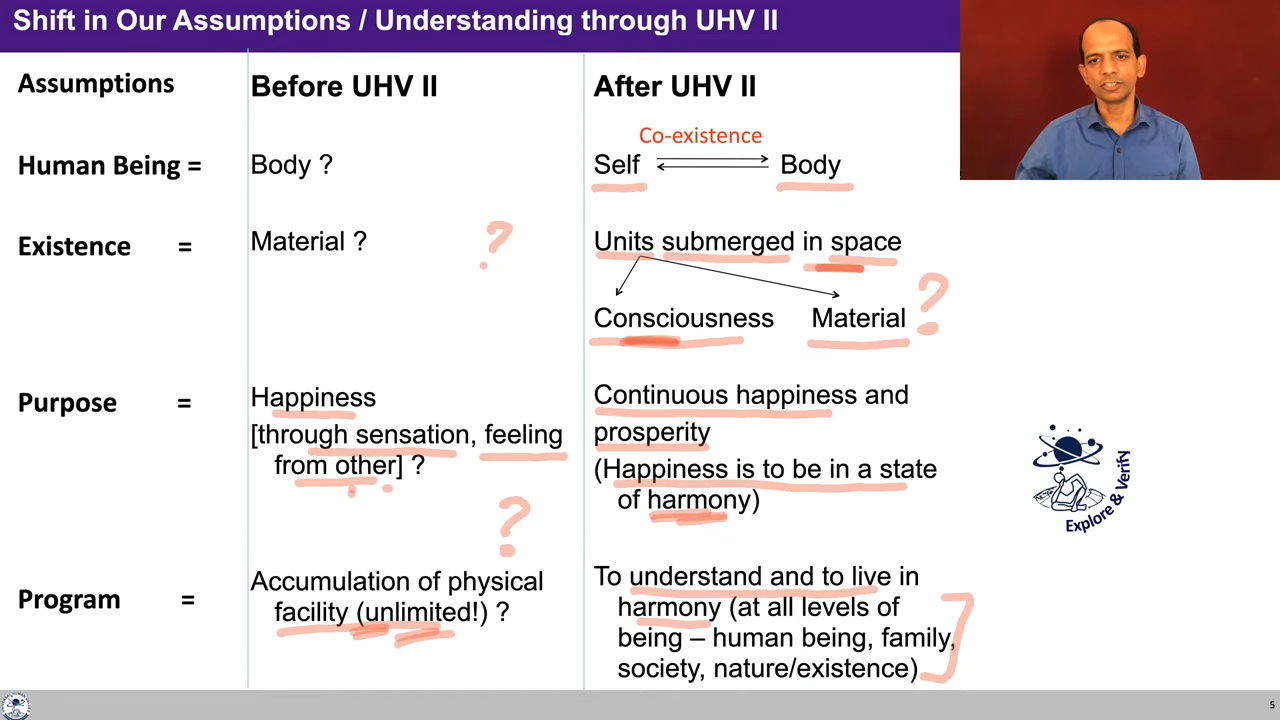 Shift in Our Assumptions / Understanding through UHV II
Assumptions
Before UHV II
After UHV II
Co-existence
Human Being =
Body ?
Self
Body
Existence =
Material ?
Units submerged in space
?
Consciousness
Material
?
Purpose =
Happiness
[through sensation, feeling
from other] ?
Continuous happiness and
prosperity
(Happiness is to be in a state
of harmony)
?
Explore & Verify
Program =
Accumulation of physical
facility (unlimited!) ?
To understand and to live in
harmony (at all levels of
being – human being, family,
society, nature/existence)
5